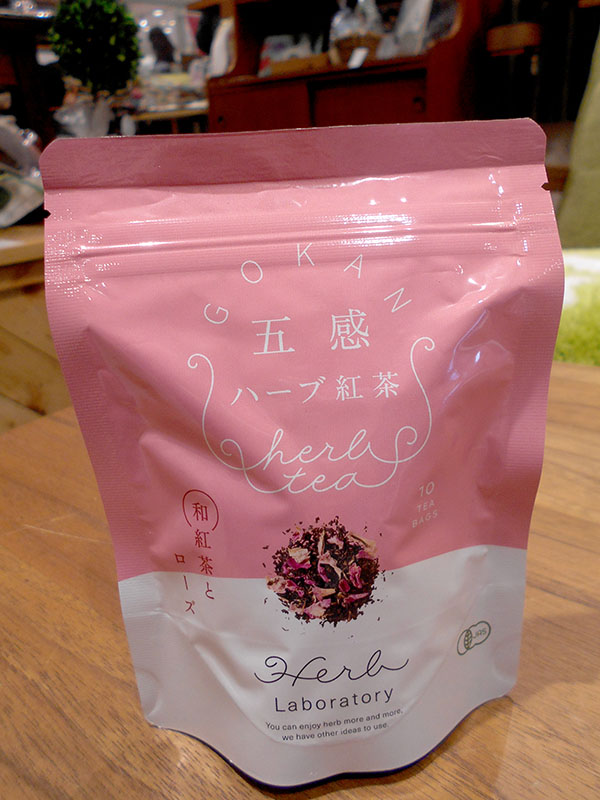 GOKAN
五感
ハーブ紅茶
herb
tea
10
TEA
BAGS
和紅茶と
ローズ
Herb
Laboratory
You can enjoy herb more and more,
we have other ideas to use.
JAS